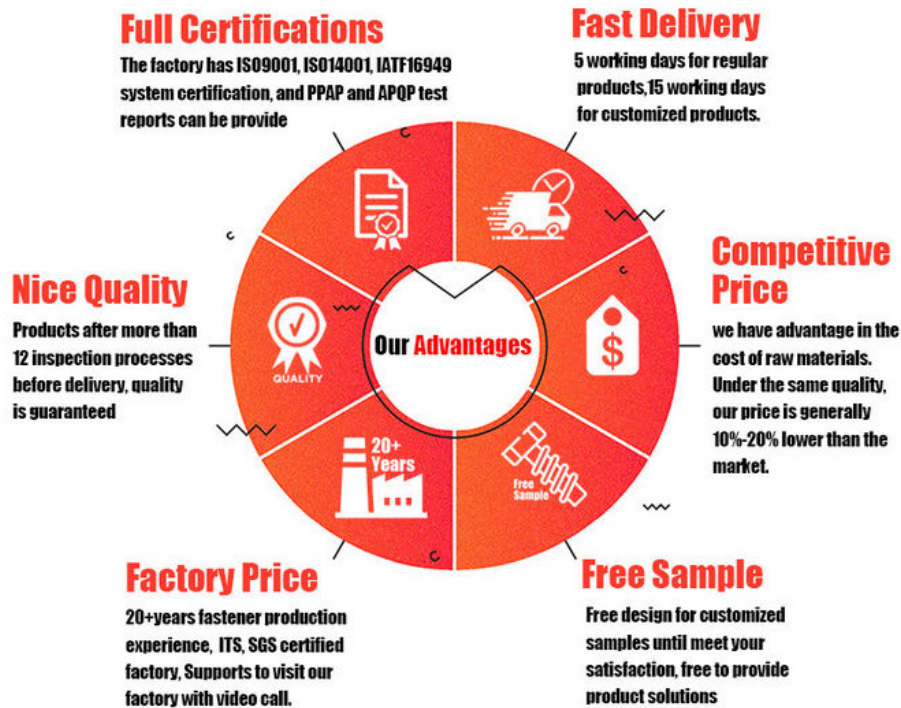 Full Certifications
The factory has ISO9001, ISO14001, IATF16949
system certification, and PPAP and APQP test
reports can be provide
Fast Delivery
5 working days for regular
products,15 working days
for customized products.
Nice Quality
Products after more than
12 inspection processes
before delivery, quality
is guaranteed
QUALITY
Our Advantages
$
Competitive
Price
we have advantage in the
cost of raw materials.
Under the same quality,
our price is generally
10%-20% lower than the
market.
20+
Years
Free
Sample
Factory Price
20+years fastener production
experience, ITS, SGS certified
factory, Supports to visit our
factory with video call.
Free Sample
Free design for customized
samples until meet your
satisfaction, free to provide
product solutions